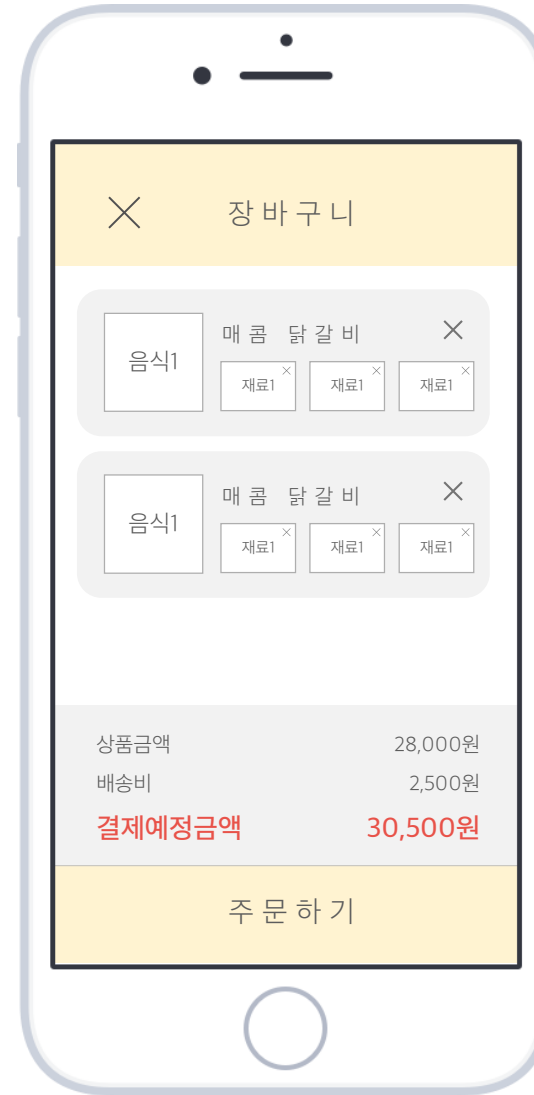 장바구니
매콤 닭갈비
음식1
재료1 재료1 재료1
매콤 닭갈비
음식1
재료1 재료1 재료1
상품금액 28,000원
배송비 2,500원
결제예정금액 30,500원
주문하기